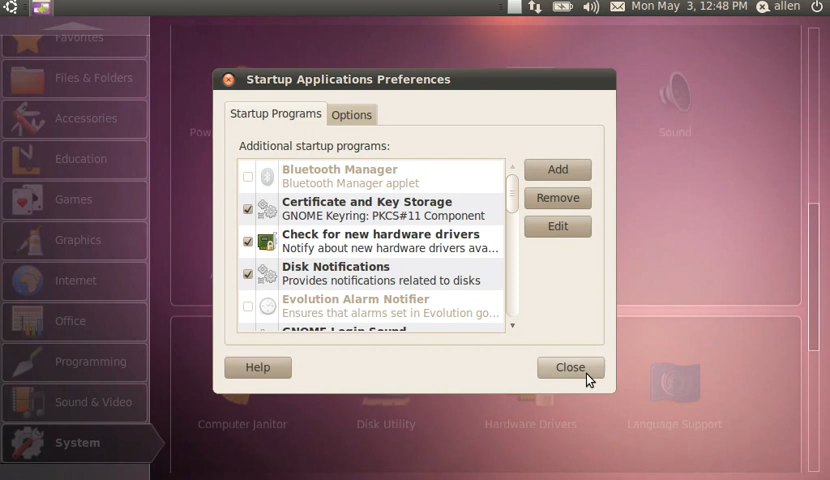 Mon May 3, 12:48 PM allen
Favorites
Files & Folders
Accessories
Education
Games
Graphics
Internet
Office
Programming
Sound & Video
System
Sound
Startup Applications Preferences
Startup Programs
Options
Additional startup programs:
Bluetooth Manager
Bluetooth Manager applet
Certificate and Key Storage
GNOME Keyring: PKCS#11 Component
Check for new hardware drivers
Notify about new hardware drivers ava...
Disk Notifications
Provides notifications related to disks
Evolution Alarm Notifier
Ensures that alarms set in Evolution go...
GNOME Login Sound
Add
Remove
Edit
Help
Close
Computer Janitor
Disk Utility
Hardware Drivers
Language Support